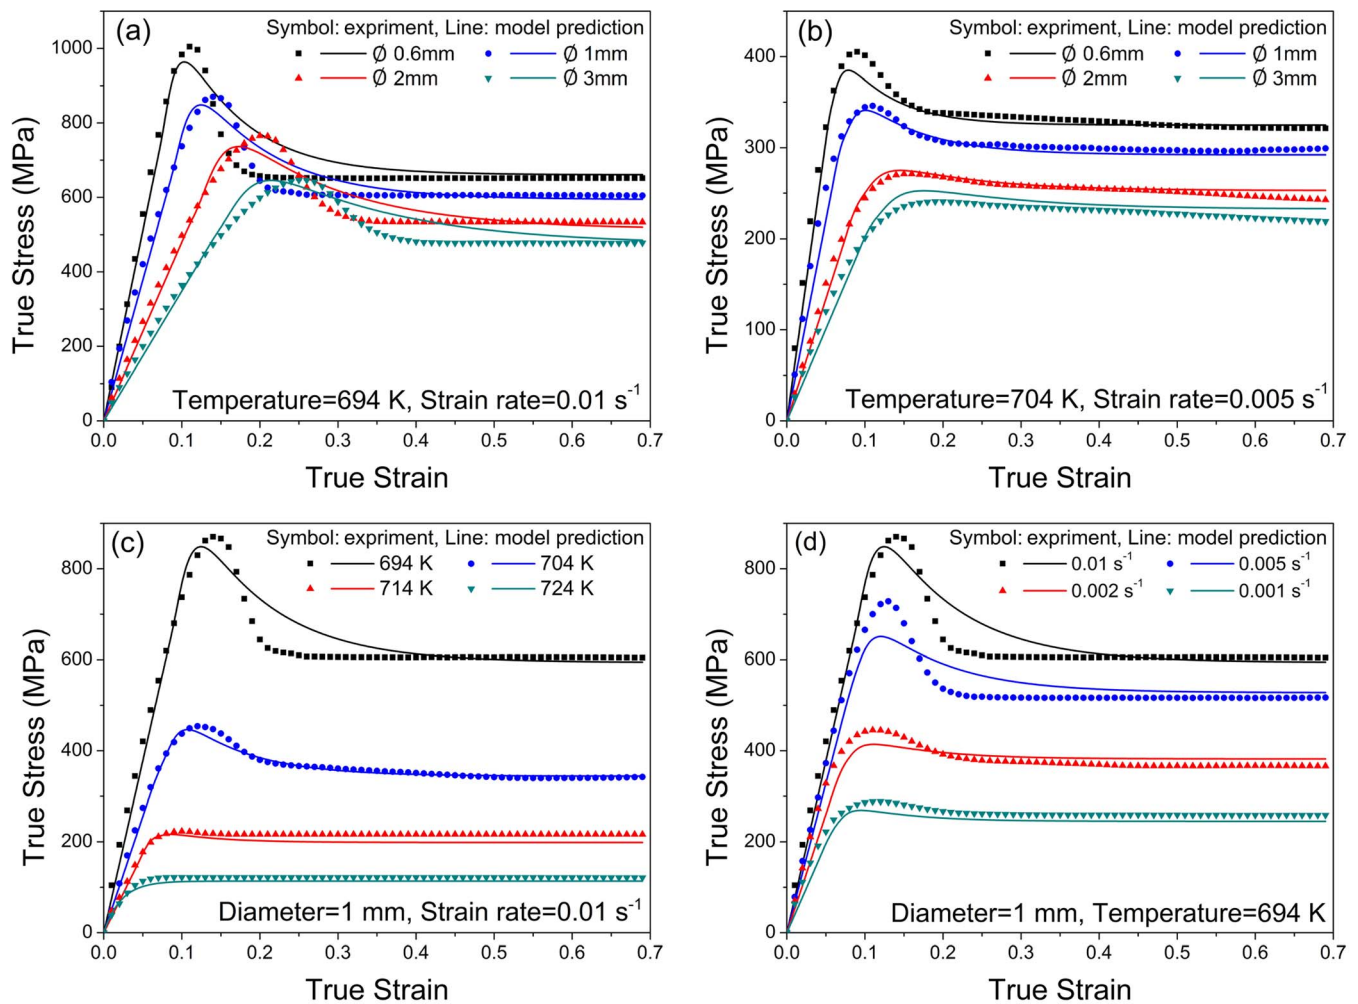 (a)
Symbol: expriment, Line: model prediction
Ø 0.6mm Ø 1mm
Ø 2mm Ø 3mm
1000
800
600
400
200
0
True Stress (MPa)
Temperature=694 K, Strain rate=0.01 s⁻¹
0.0 0.1 0.2 0.3 0.4 0.5 0.6 0.7
True Strain
(b)
Symbol: expriment, Line: model prediction
Ø 0.6mm Ø 1mm
Ø 2mm Ø 3mm
400
300
200
100
0
True Stress (MPa)
Temperature=704 K, Strain rate=0.005 s⁻¹
0.0 0.1 0.2 0.3 0.4 0.5 0.6 0.7
True Strain
(c)
Symbol: expriment, Line: model prediction
694 K 704 K
714 K 724 K
800
600
400
200
0
True Stress (MPa)
Diameter=1 mm, Strain rate=0.01 s⁻¹
0.0 0.1 0.2 0.3 0.4 0.5 0.6 0.7
True Strain
(d)
Symbol: expriment, Line: model prediction
0.01 s⁻¹ 0.005 s⁻¹
0.002 s⁻¹ 0.001 s⁻¹
800
600
400
200
0
True Stress (MPa)
Diameter=1 mm, Temperature=694 K
0.0 0.1 0.2 0.3 0.4 0.5 0.6 0.7
True Strain